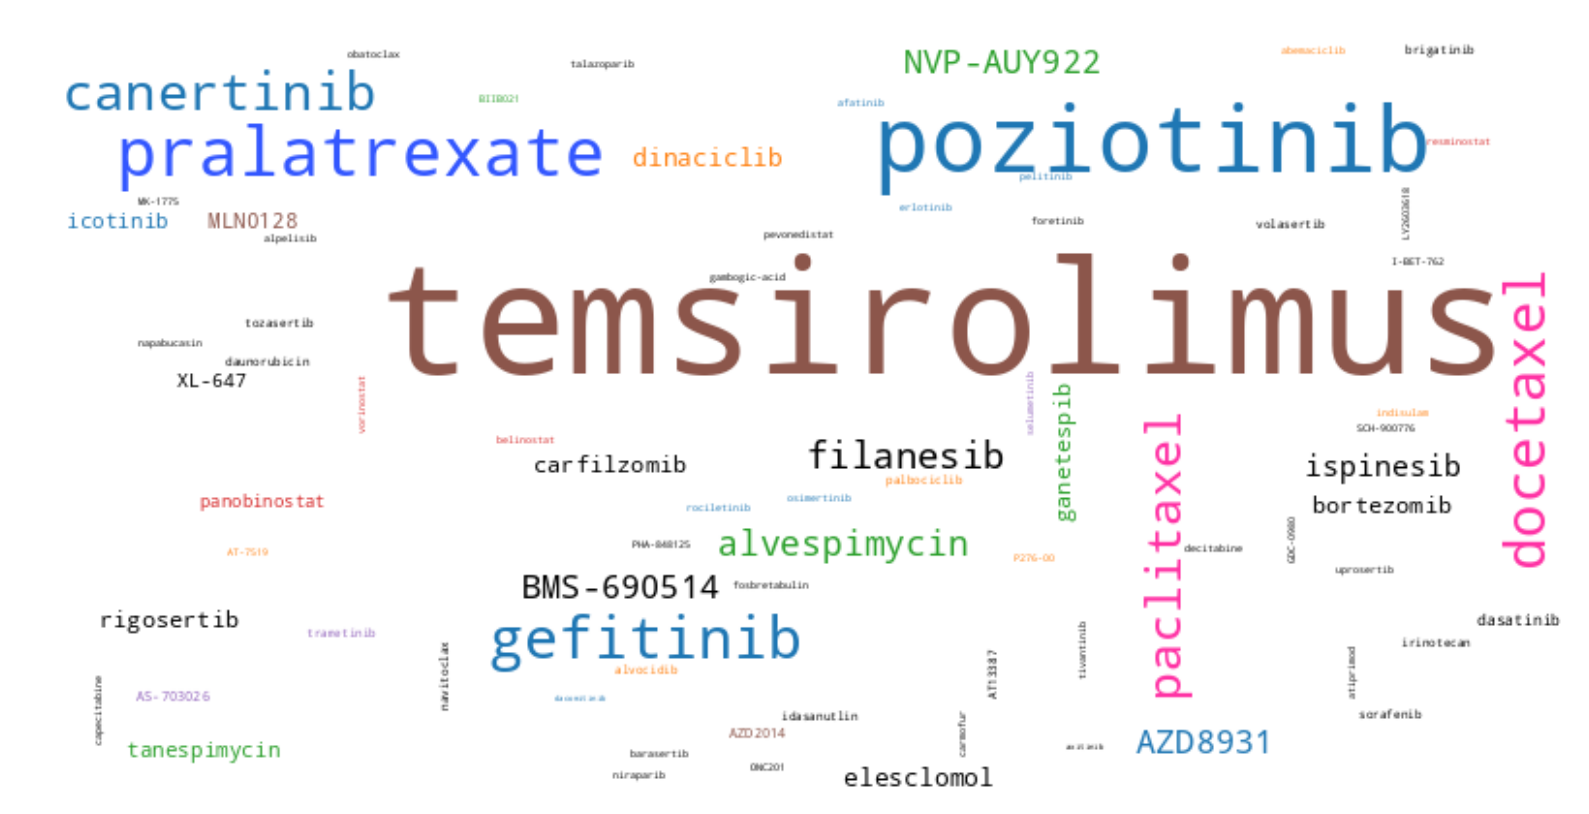 obatoclax
talazoparib
NVP-AUY922
abemaciclib
brigatinib
canertinib
BIIB021
afatinib
poziotinib
resminostat
pralatrexate
dinaciclib
pelitinib
MK-1775
icotinib
MLN0128
erlotinib
foretinib
volasertib
LY2603618
alpelisib
pevonedistat
I-BET-762
gambogic-acid
temsirolimus
docetaxel
tozasertib
napabucasin
daunorubicin
XL-647
vorinostat
selumetinib
ganetespib
paclitaxel
indisulam
SCH-900776
belinostat
carfilzomib
filanesib
ispinesib
palbociclib
panobinostat
rociletinib
osimertinib
bortezomib
AT-7519
PHA-848125
alvespimycin
P276-00
decitabine
GDC-0980
uprosertib
BMS-690514
fosbretabulin
rigosertib
trametinib
gefitinib
tivantinib
dasatinib
irinotecan
alvocidib
navitoclax
AT13387
atiprimod
capecitabine
AS-703026
dacomitinib
idasanutlin
sorafenib
AZD2014
carmofur
tanespimycin
barasertib
axitinib
AZD8931
niraparib
ONC201
elesclomol